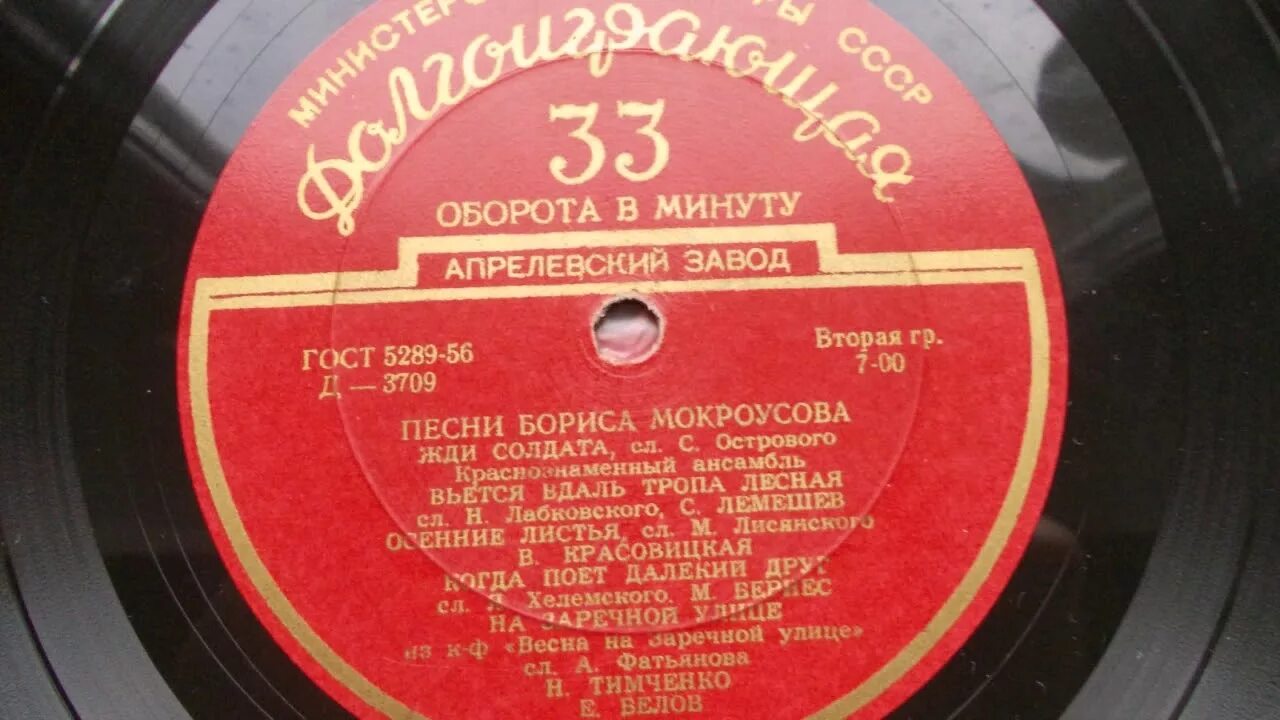 МИНИСТЕР РЫ СССР
Долгоиграющая
33
ОБОРОТА В МИНУТУ
АПРЕЛЕВСКИЙ ЗАВОД
ГОСТ 5289-56
Д — 3709
Вторая гр.
7-00
ПЕСНИ БОРИСА МОКРОУСОВА
ЖДИ СОЛДАТА, сл. С. Острового
Краснознаменный ансамбль
ВЬЕТСЯ ВДАЛЬ ТРОПА ЛЕСНАЯ
сл. Н. Лабковского, С. ЛЕМЕШЕВ
ОСЕННИЕ ЛИСТЬЯ, сл. М. Лисянского
В. КРАСОВИЦКАЯ
КОГДА ПОЕТ ДАЛЕКИЙ ДРУГ
сл. Я. Хелемского, М. БЕРНЕС
НА ЗАРЕЧНОЙ УЛИЦЕ
из к-ф «Весна на Заречной улице»
сл. А. Фатьянова
Н. ТИМЧЕНКО
Е. БЕЛОВ